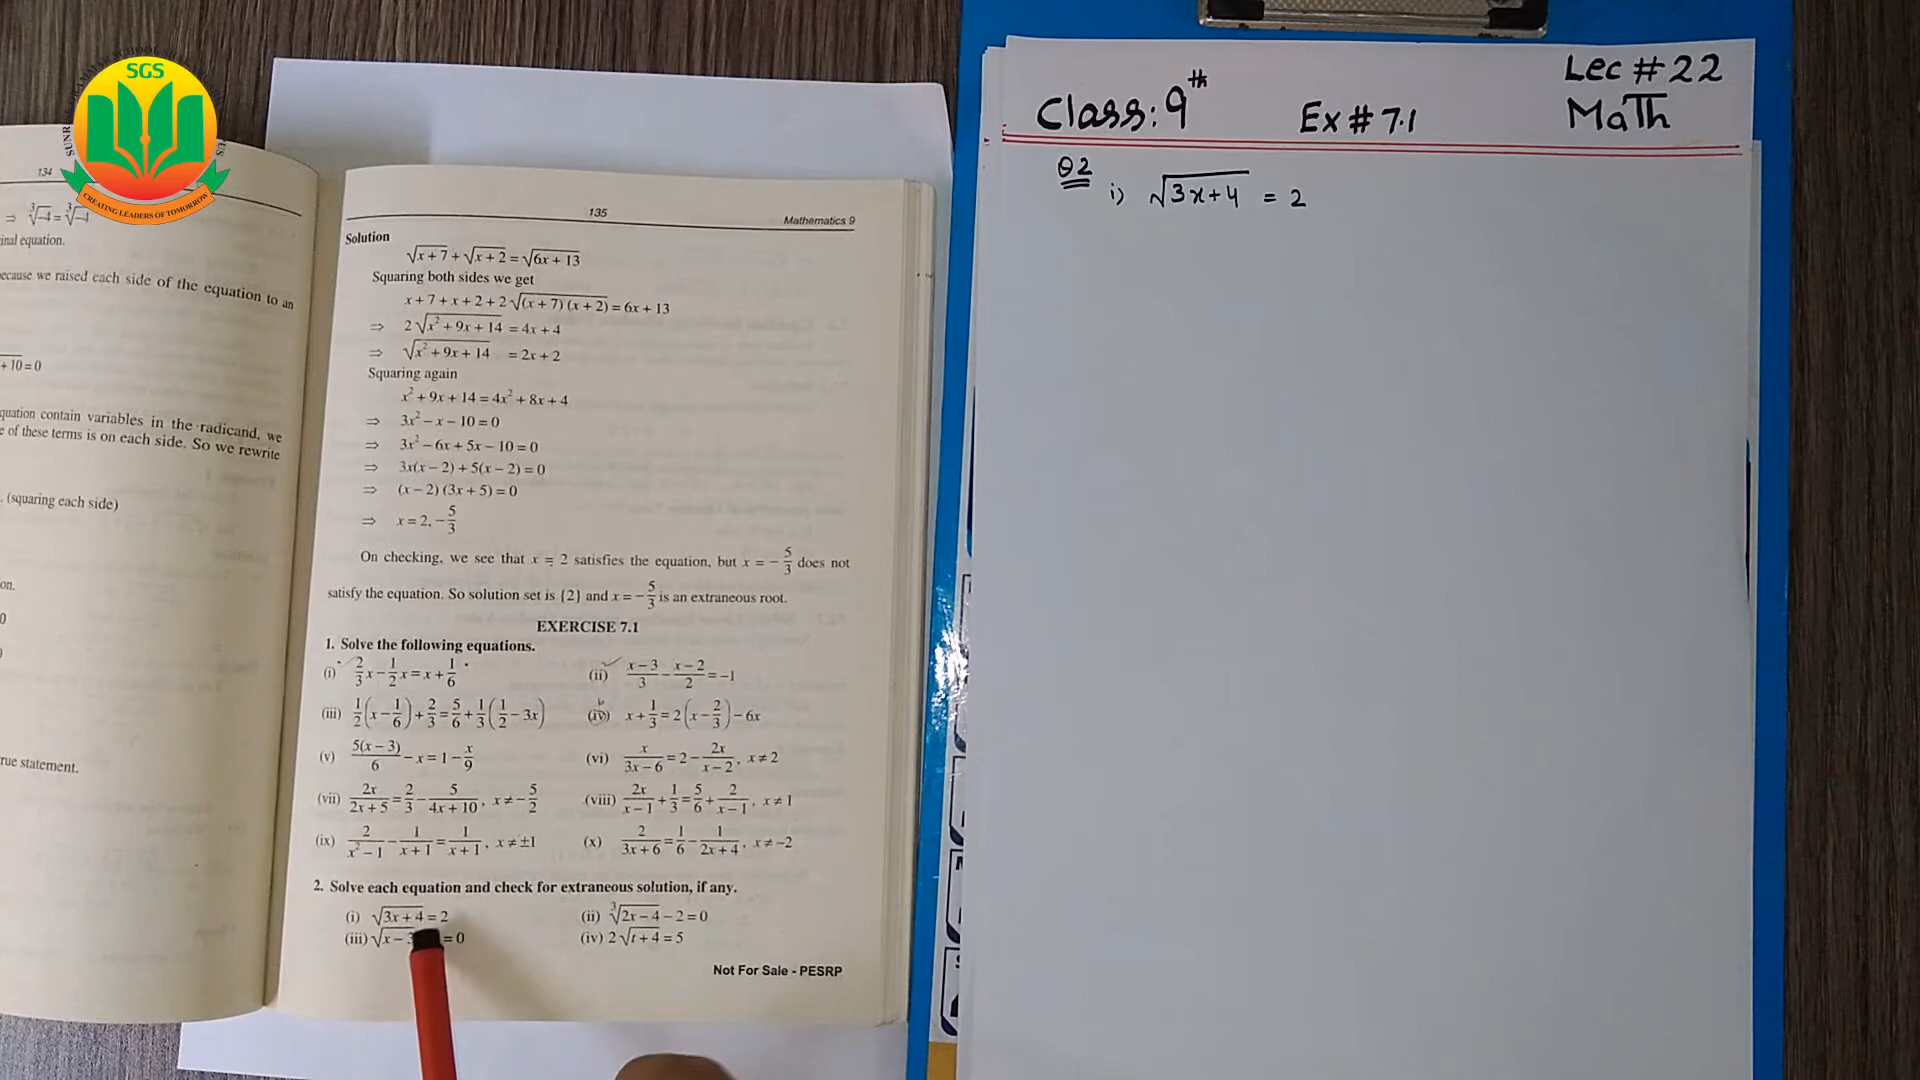 SGS
CREATING LEADERS OF TOMORROW
134
⇒ ∛-4 = ∛-4
inal equation.
ecause we raised each side of the equation to an
+ 10 = 0
quation contain variables in the radicand, we
e of these terms is on each side. So we rewrite
. (squaring each side)
on.
0
rue statement.
135
Mathematics 9
Solution
√(x + 7) + √(x + 2) = √(6x + 13)
Squaring both sides we get
x + 7 + x + 2 + 2√((x + 7) (x + 2)) = 6x + 13
⇒ 2√(x² + 9x + 14) = 4x + 4
⇒ √(x² + 9x + 14) = 2x + 2
Squaring again
x² + 9x + 14 = 4x² + 8x + 4
⇒ 3x² – x – 10 = 0
⇒ 3x² – 6x + 5x – 10 = 0
⇒ 3x(x – 2) + 5(x – 2) = 0
⇒ (x – 2) (3x + 5) = 0
⇒ x = 2, – 5/3
On checking, we see that x = 2 satisfies the equation, but x = – 5/3 does not
satisfy the equation. So solution set is {2} and x = – 5/3 is an extraneous root.
EXERCISE 7.1
1. Solve the following equations.
(i) 2/3 x – 1/2 x = x + 1/6 (ii) (x – 3)/3 – (x – 2)/2 = –1
(iii) 1/2 (x – 1/6) + 2/3 = 5/6 + 1/3 (1/2 – 3x) (iv) x + 1/3 = 2(x – 2/3) – 6x
(v) 5(x – 3)/6 – x = 1 – x/9 (vi) x/(3x – 6) = 2 – 2x/(x – 2), x ≠ 2
(vii) 2x/(2x + 5) = 2/3 – 5/(4x + 10), x ≠ – 5/2 (viii) 2x/(x – 1) + 1/3 = 5/6 + 2/(x – 1), x ≠ 1
(ix) 2/(x² – 1) – 1/(x + 1) = 1/(x + 1), x ≠ ±1 (x) 2/(3x + 6) = 1/6 – 1/(2x + 4), x ≠ –2
2. Solve each equation and check for extraneous solution, if any.
(i) √(3x + 4) = 2 (ii) ∛(2x – 4) – 2 = 0
(iii) √(x – 3 = 0 (iv) 2√(t + 4) = 5
Not For Sale - PESRP
Lec # 22
Class: 9th Ex # 7.1 MaTh
Q2
i) √(3x+4) = 2